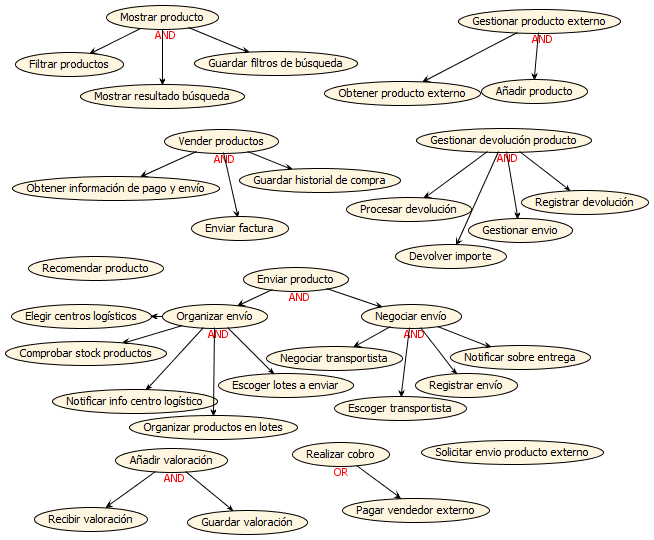 Mostrar producto
AND
Filtrar productos
Guardar filtros de búsqueda
Mostrar resultado búsqueda
Gestionar producto externo
AND
Obtener producto externo
Añadir producto
Vender productos
AND
Obtener información de pago y envío
Guardar historial de compra
Enviar factura
Gestionar devolución producto
AND
Procesar devolución
Registrar devolución
Gestionar envio
Devolver importe
Recomendar producto
Enviar producto
AND
Elegir centros logísticos
Organizar envío
AND
Negociar envío
AND
Comprobar stock productos
Notificar info centro logístico
Organizar productos en lotes
Escoger lotes a enviar
Negociar transportista
Notificar sobre entrega
Registrar envío
Escoger transportista
Añadir valoración
AND
Recibir valoración
Guardar valoración
Realizar cobro
OR
Pagar vendedor externo
Solicitar envio producto externo